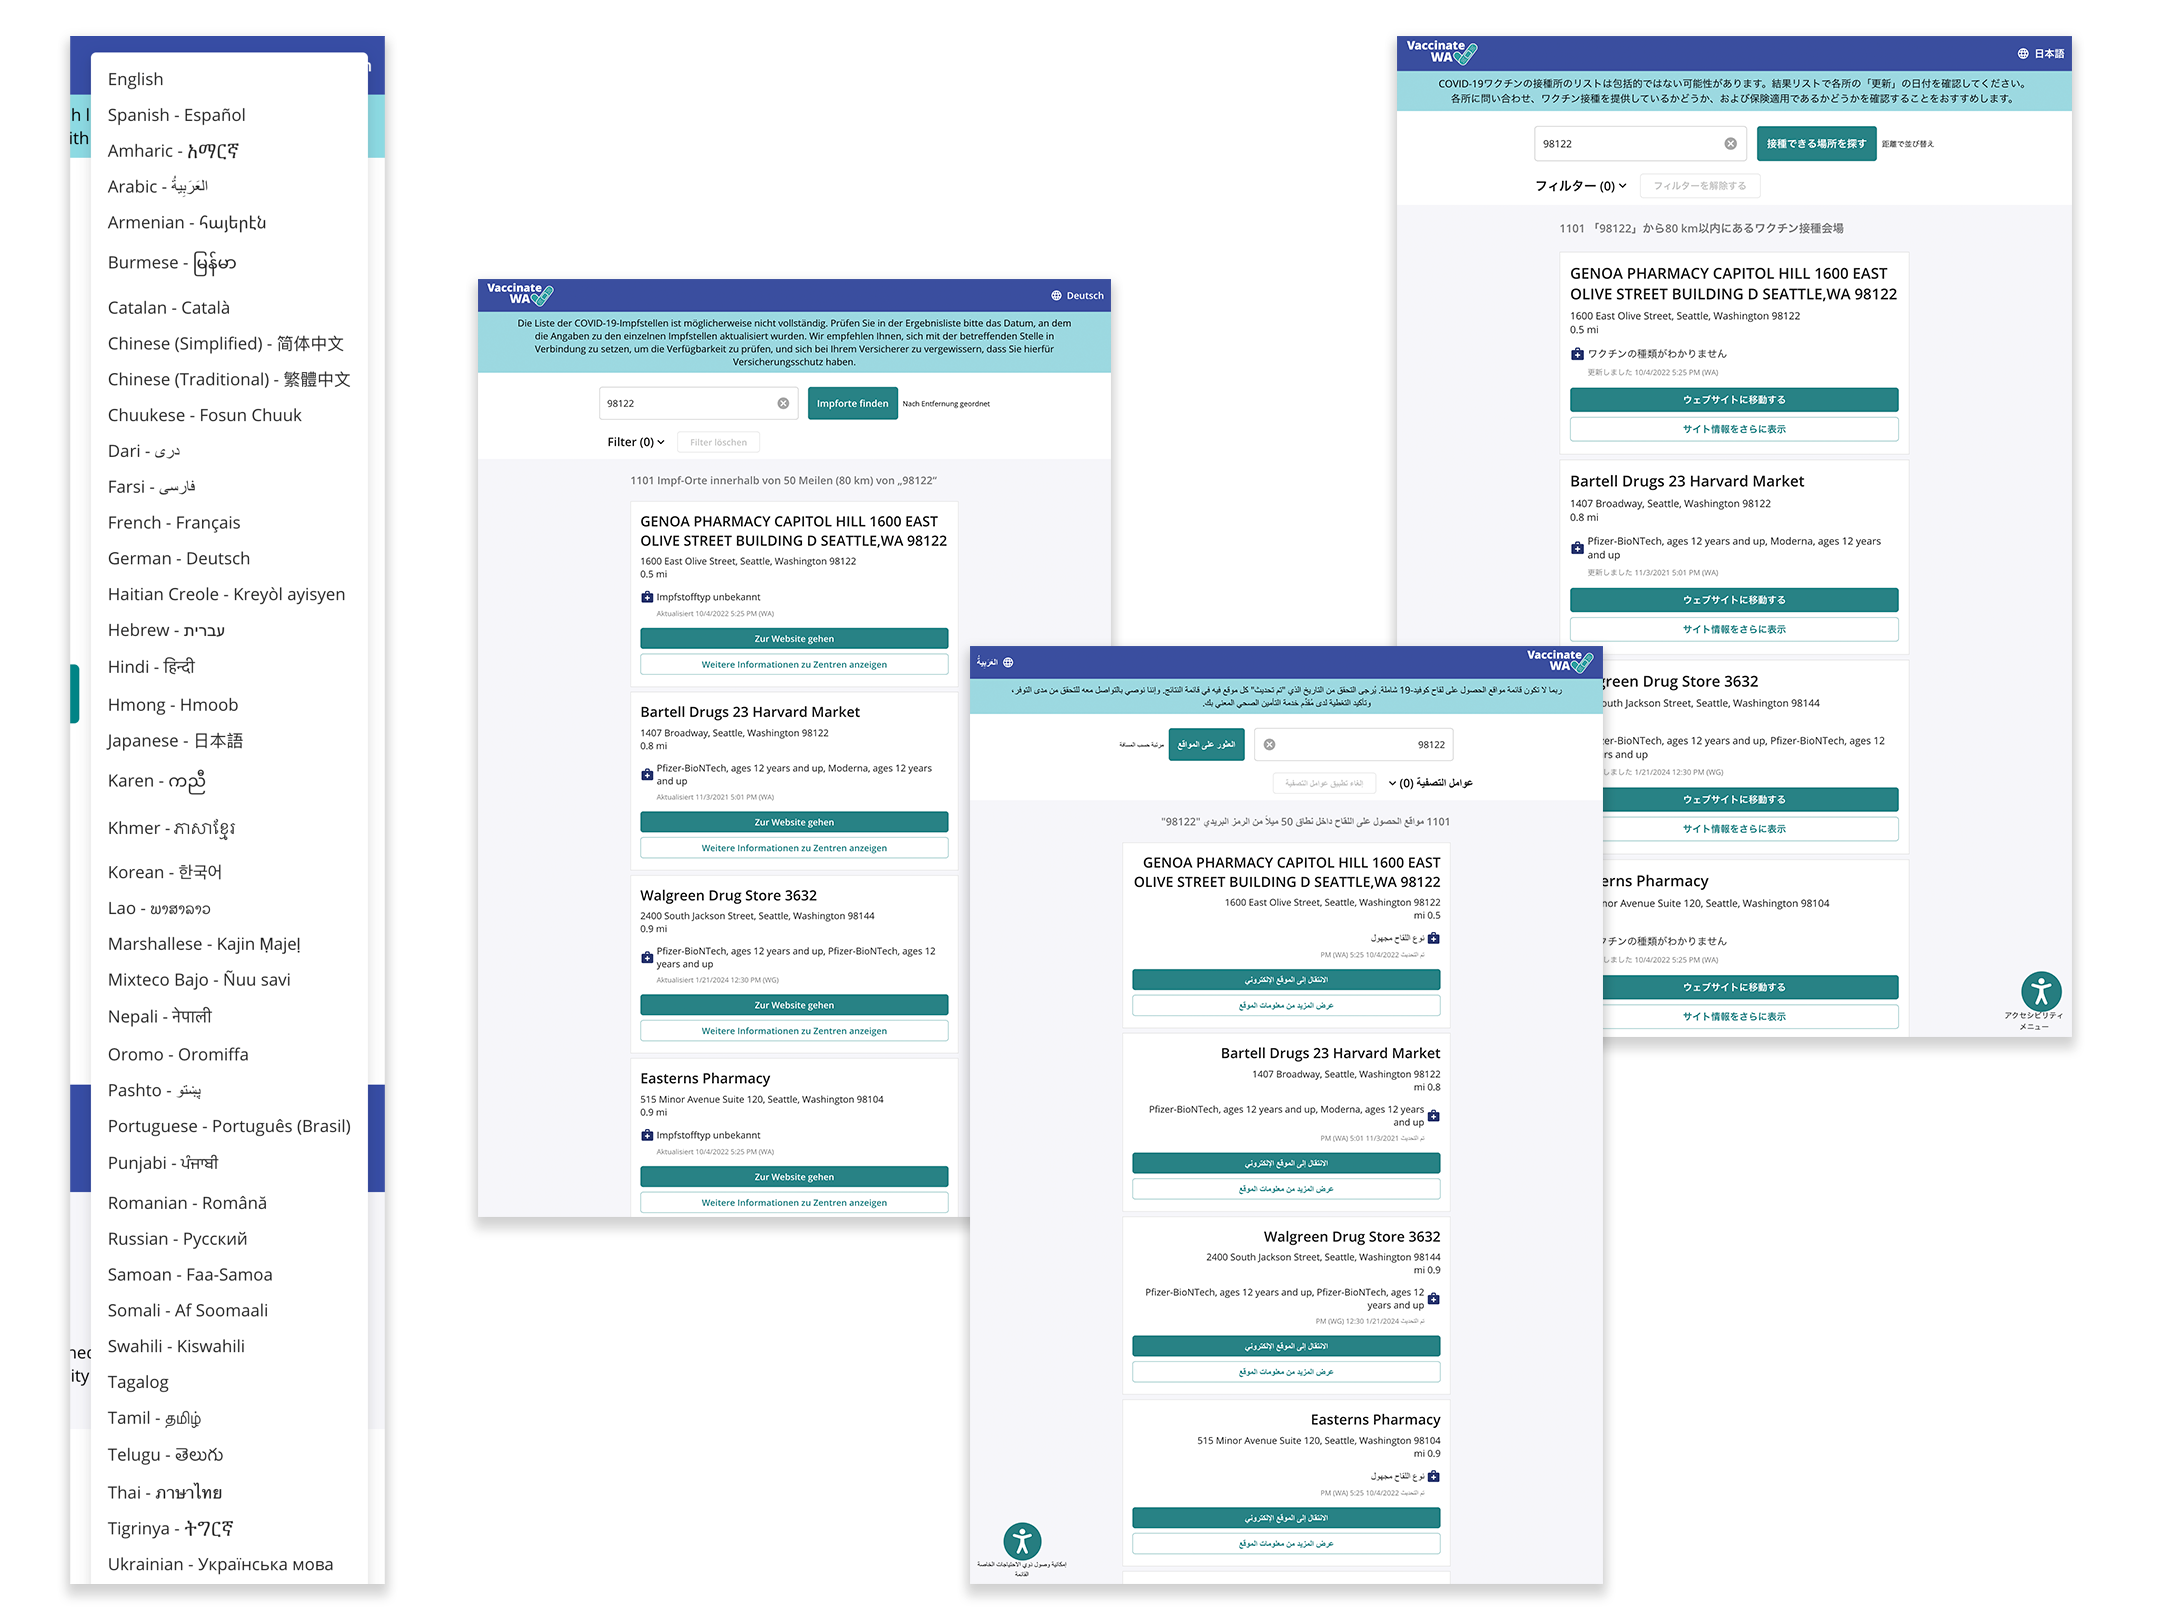 English
Spanish - Español
Amharic - አማርኛ
Arabic - العَرَبِيةُ
Armenian - հայերէն
Burmese - မြန်မာ
Catalan - Català
Chinese (Simplified) - 简体中文
Chinese (Traditional) - 繁體中文
Chuukese - Fosun Chuuk
Dari - دری
Farsi - فارسی
French - Français
German - Deutsch
Haitian Creole - Kreyòl ayisyen
Hebrew - עברית
Hindi - हिन्दी
Hmong - Hmoob
Japanese - 日本語
Karen - ကညီ
Khmer - ភាសាខ្មែរ
Korean - 한국어
Lao - ພາສາລາວ
Marshallese - Kajin Ṃajeḷ
Mixteco Bajo - Ñuu savi
Nepali - नेपाली
Oromo - Oromiffa
Pashto - پښتو
Portuguese - Português (Brasil)
Punjabi - ਪੰਜਾਬੀ
Romanian - Română
Russian - Русский
Samoan - Faa-Samoa
Somali - Af Soomaali
Swahili - Kiswahili
Tagalog
Tamil - தமிழ்
Telugu - తెలుగు
Thai - ภาษาไทย
Tigrinya - ትግርኛ
Ukrainian - Українська мова
Vaccinate
WA
Deutsch
Die Liste der COVID-19-Impfstellen ist möglicherweise nicht vollständig. Prüfen Sie in der Ergebnisliste bitte das Datum, an dem
die Angaben zu den einzelnen Impfstellen aktualisiert wurden. Wir empfehlen Ihnen, sich mit der betreffenden Stelle in
Verbindung zu setzen, um die Verfügbarkeit zu prüfen, und sich bei Ihrem Versicherer zu vergewissern, dass Sie hierfür
Versicherungsschutz haben.
98122
Impforte finden
Nach Entfernung geordnet
Filter (0)
Filter löschen
1101 Impf-Orte innerhalb von 50 Meilen (80 km) von „98122“
GENOA PHARMACY CAPITOL HILL 1600 EAST
OLIVE STREET BUILDING D SEATTLE,WA 98122
1600 East Olive Street, Seattle, Washington 98122
0.5 mi
Impfstofftyp unbekannt
Aktualisiert 10/4/2022 5:25 PM (WA)
Zur Website gehen
Weitere Informationen zu Zentren anzeigen
Bartell Drugs 23 Harvard Market
1407 Broadway, Seattle, Washington 98122
0.8 mi
Pfizer-BioNTech, ages 12 years and up, Moderna, ages 12 years
and up
Aktualisiert 11/3/2021 5:01 PM (WA)
Zur Website gehen
Weitere Informationen zu Zentren anzeigen
Walgreen Drug Store 3632
2400 South Jackson Street, Seattle, Washington 98144
0.9 mi
Pfizer-BioNTech, ages 12 years and up, Pfizer-BioNTech, ages 12
years and up
Aktualisiert 1/21/2024 12:30 PM (WG)
Zur Website gehen
Weitere Informationen zu Zentren anzeigen
Easterns Pharmacy
515 Minor Avenue Suite 120, Seattle, Washington 98104
0.9 mi
Impfstofftyp unbekannt
Aktualisiert 10/4/2022 5:25 PM (WA)
Zur Website gehen
Weitere Informationen zu Zentren anzeigen
العَرَبِيةُ
Vaccinate
WA
ربما لا تكون قائمة مواقع الحصول على لقاح كوفيد-19 شاملة. يُرجى التحقق من التاريخ الذي "تم تحديث" كل موقع فيه في قائمة النتائج. وإننا نوصي بالتواصل معه للتحقق من مدى التوفر،
وتأكيد التغطية لدى مُقدِّم خدمة التأمين الصحي المعني بك.
98122
العثور على المواقع
مرتبة حسب المسافة
عوامل التصفية (0)
إلغاء تطبيق عوامل التصفية
1101 مواقع الحصول على اللقاح داخل نطاق 50 ميلاً من الرمز البريدي "98122"
GENOA PHARMACY CAPITOL HILL 1600 EAST
OLIVE STREET BUILDING D SEATTLE,WA 98122
1600 East Olive Street, Seattle, Washington 98122
mi 0.5
نوع اللقاح مجهول
تم التحديث 10/4/2022 5:25 PM (WA)
الانتقال إلى الموقع الإلكتروني
عرض المزيد من معلومات الموقع
Bartell Drugs 23 Harvard Market
1407 Broadway, Seattle, Washington 98122
mi 0.8
Pfizer-BioNTech, ages 12 years and up, Moderna, ages 12 years
and up
تم التحديث 11/3/2021 5:01 PM (WA)
الانتقال إلى الموقع الإلكتروني
عرض المزيد من معلومات الموقع
Walgreen Drug Store 3632
2400 South Jackson Street, Seattle, Washington 98144
mi 0.9
Pfizer-BioNTech, ages 12 years and up, Pfizer-BioNTech, ages 12
years and up
تم التحديث 1/21/2024 12:30 PM (WG)
الانتقال إلى الموقع الإلكتروني
عرض المزيد من معلومات الموقع
Easterns Pharmacy
515 Minor Avenue Suite 120, Seattle, Washington 98104
mi 0.9
نوع اللقاح مجهول
تم التحديث 10/4/2022 5:25 PM (WA)
الانتقال إلى الموقع الإلكتروني
عرض المزيد من معلومات الموقع
إمكانية وصول ذوي الاحتياجات الخاصة
القائمة
Vaccinate
WA
日本語
COVID-19ワクチンの接種所のリストは包括的ではない可能性があります。結果リストで各所の「更新」の日付を確認してください。
各所に問い合わせ、ワクチン接種を提供しているかどうか、および保険適用であるかどうかを確認することをおすすめします。
98122
接種できる場所を探す
距離で並び替え
フィルター (0)
フィルターを解除する
1101 「98122」から80 km以内にあるワクチン接種会場
GENOA PHARMACY CAPITOL HILL 1600 EAST
OLIVE STREET BUILDING D SEATTLE,WA 98122
1600 East Olive Street, Seattle, Washington 98122
0.5 mi
ワクチンの種類がわかりません
更新しました 10/4/2022 5:25 PM (WA)
ウェブサイトに移動する
サイト情報をさらに表示
Bartell Drugs 23 Harvard Market
1407 Broadway, Seattle, Washington 98122
0.8 mi
Pfizer-BioNTech, ages 12 years and up, Moderna, ages 12 years
and up
更新しました 11/3/2021 5:01 PM (WA)
ウェブサイトに移動する
サイト情報をさらに表示
green Drug Store 3632
outh Jackson Street, Seattle, Washington 98144
zer-BioNTech, ages 12 years and up, Pfizer-BioNTech, ages 12
rs and up
しました 1/21/2024 12:30 PM (WG)
ウェブサイトに移動する
サイト情報をさらに表示
erns Pharmacy
nor Avenue Suite 120, Seattle, Washington 98104
クチンの種類がわかりません
しました 10/4/2022 5:25 PM (WA)
ウェブサイトに移動する
サイト情報をさらに表示
アクセシビリティ
メニュー